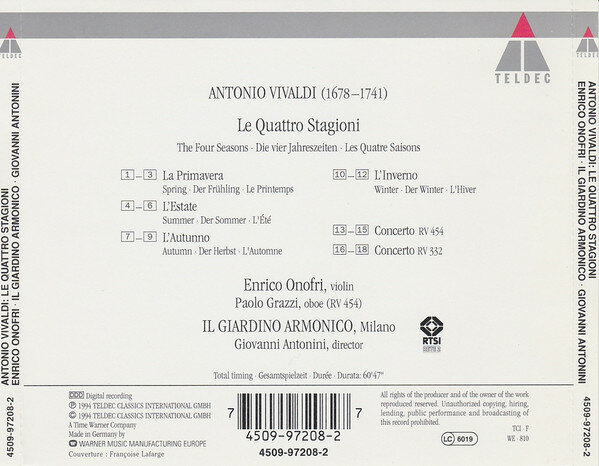 TELDEC
ANTONIO VIVALDI (1678–1741)
Le Quattro Stagioni
The Four Seasons · Die vier Jahreszeiten · Les Quatre Saisons
1 – 3 La Primavera
Spring · Der Frühling · Le Printemps
4 – 6 L'Estate
Summer · Der Sommer · L'Été
7 – 9 L'Autunno
Autumn · Der Herbst · L'Automne
10 – 12 L'Inverno
Winter · Der Winter · L'Hiver
13 – 15 Concerto RV 454
16 – 18 Concerto RV 332
Enrico Onofri, violin
Paolo Grazzi, oboe (RV 454)
IL GIARDINO ARMONICO, Milano
Giovanni Antonini, director
RTSI
Total timing · Gesamtspielzeit · Durée · Durata: 60'47"
DDD Digital recording
℗ 1994 TELDEC CLASSICS INTERNATIONAL GMBH
© 1994 TELDEC CLASSICS INTERNATIONAL GMBH
A Time Warner Company
Made in Germany by
WARNER MUSIC MANUFACTURING EUROPE
Couverture : Françoise Lafarge
7 7
4509-97208-2
4509-97208-2
All rights of the producer and of the owner of the work
reproduced reserved. Unauthorized copying, hiring,
lending, public performance and broadcasting of
this record prohibited.
LC 6019
TCI · F
WE · 810
ANTONIO VIVALDI: LE QUATTRO STAGIONI
ENRICO ONOFRI · IL GIARDINO ARMONICO · GIOVANNI ANTONINI
4509-97208-2
ANTONIO VIVALDI: LE QUATTRO STAGIONI
ENRICO ONOFRI · IL GIARDINO ARMONICO · GIOVANNI ANTONINI
4509-97208-2